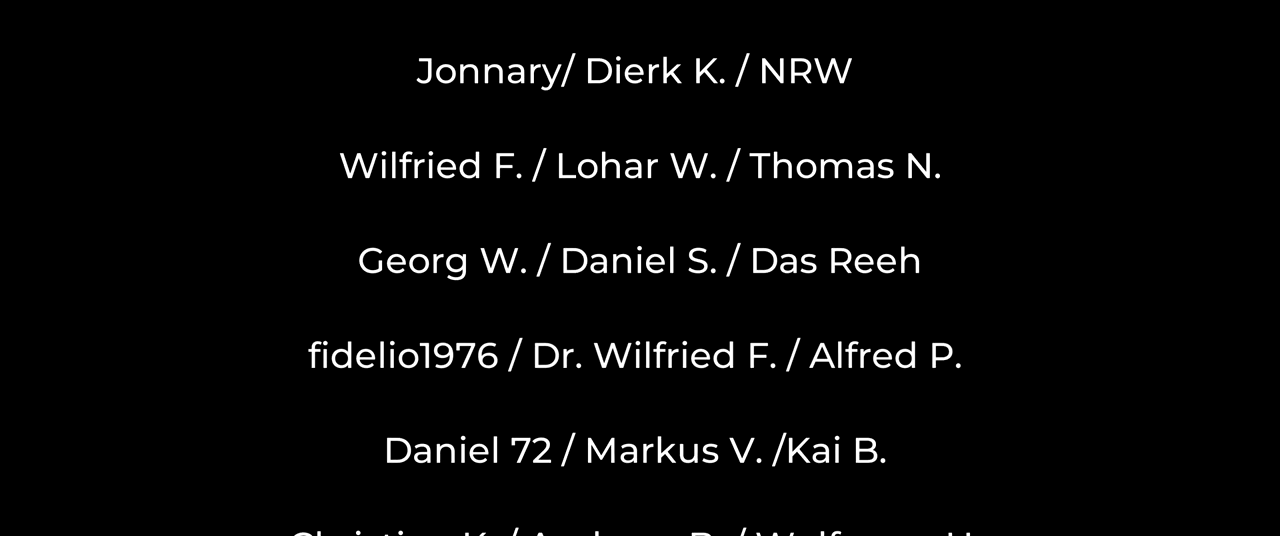 Jonnary/ Dierk K. / NRW
Wilfried F. / Lohar W. / Thomas N.
Georg W. / Daniel S. / Das Reeh
fidelio1976 / Dr. Wilfried F. / Alfred P.
Daniel 72 / Markus V. /Kai B.